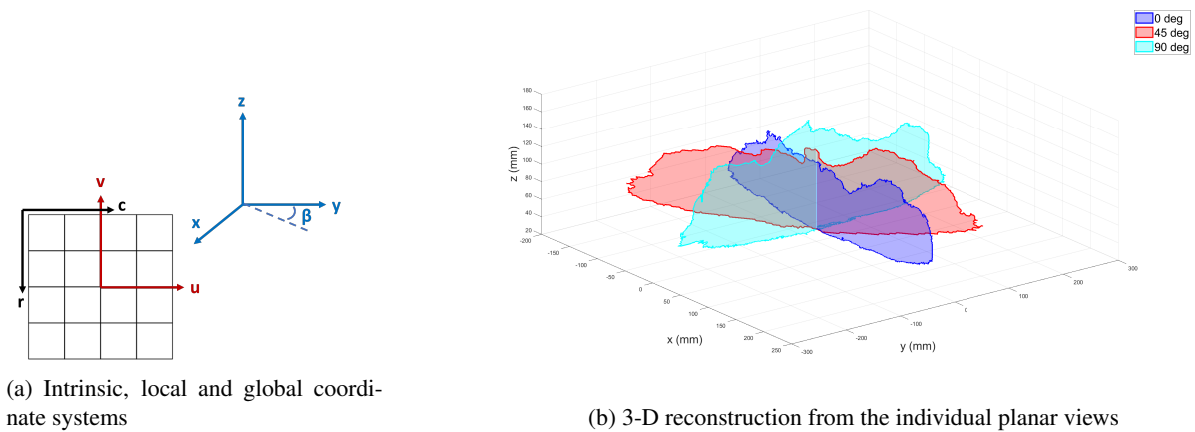 z
x
y
β
v
c
r
u
(a) Intrinsic, local and global coordi-
nate systems
0 deg
45 deg
90 deg
z (mm)
180
160
140
120
100
80
60
40
20
-200
-150
-100
-50
0
50
100
150
200
250
x (mm)
-300
-200
-100
100
200
300
y (mm)
(b) 3-D reconstruction from the individual planar views